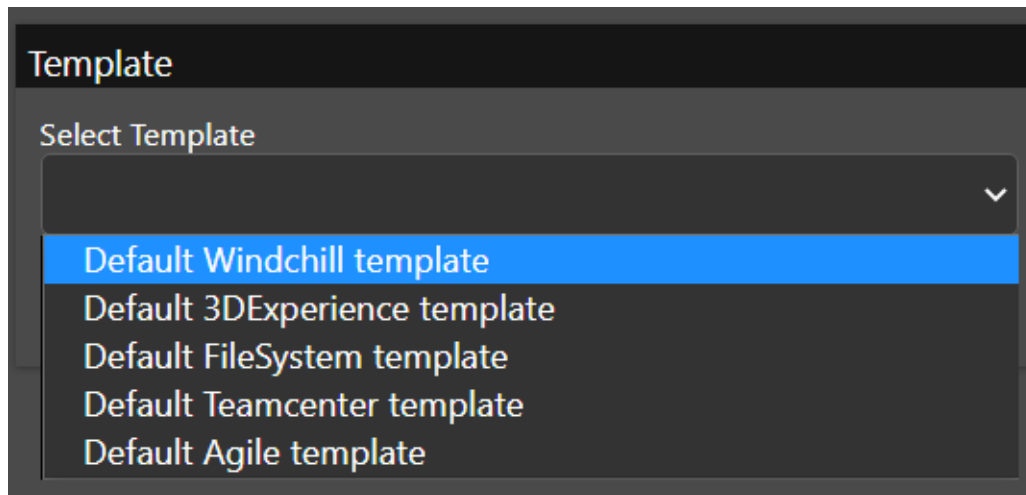 Template
Select Template
Default Windchill template
Default 3DExperience template
Default FileSystem template
Default Teamcenter template
Default Agile template